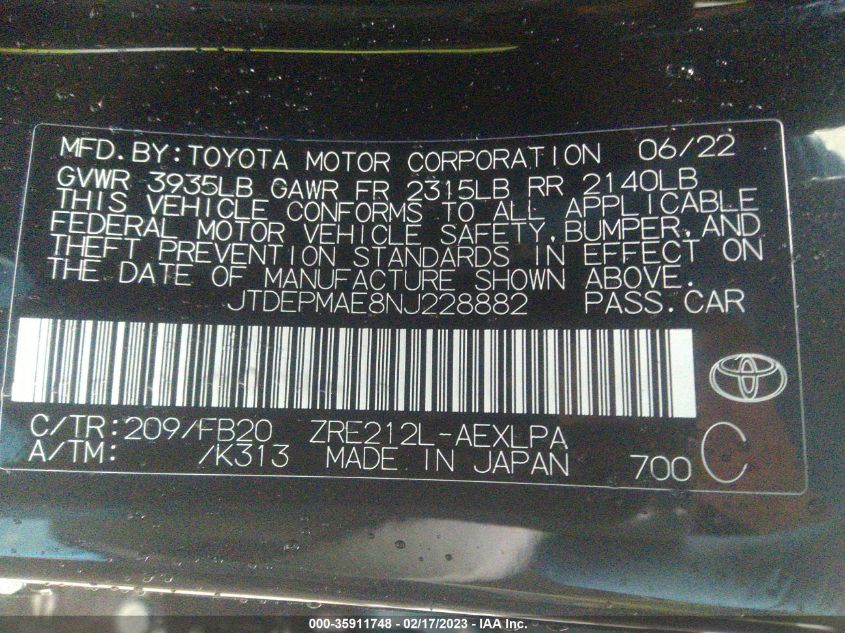 MFD.BY:TOYOTA MOTOR CORPORATION 06/22
GVWR 3935LB GAWR FR 2315LB RR 2140LB
THIS VEHICLE CONFORMS TO ALL APPLICABLE
FEDERAL MOTOR VEHICLE SAFETY,BUMPER,AND
THEFT PREVENTION STANDARDS IN EFFECT ON
THE DATE OF MANUFACTURE SHOWN ABOVE.
JTDEPMAE8NJ228882 PASS.CAR
C/TR:209/FB20 ZRE212L-AEXLPA
A/TM: /K313 MADE IN JAPAN 700 C
000-35911748 - 02/17/2023 - IAA Inc.